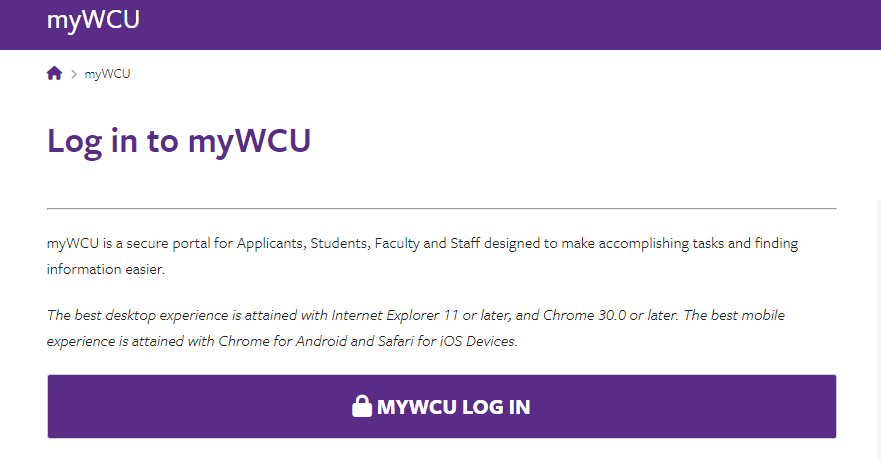 myWCU
myWCU
Log in to myWCU
myWCU is a secure portal for Applicants, Students, Faculty and Staff designed to make accomplishing tasks and finding
information easier.
The best desktop experience is attained with Internet Explorer 11 or later, and Chrome 30.0 or later. The best mobile
experience is attained with Chrome for Android and Safari for iOS Devices.
MYWCU LOG IN